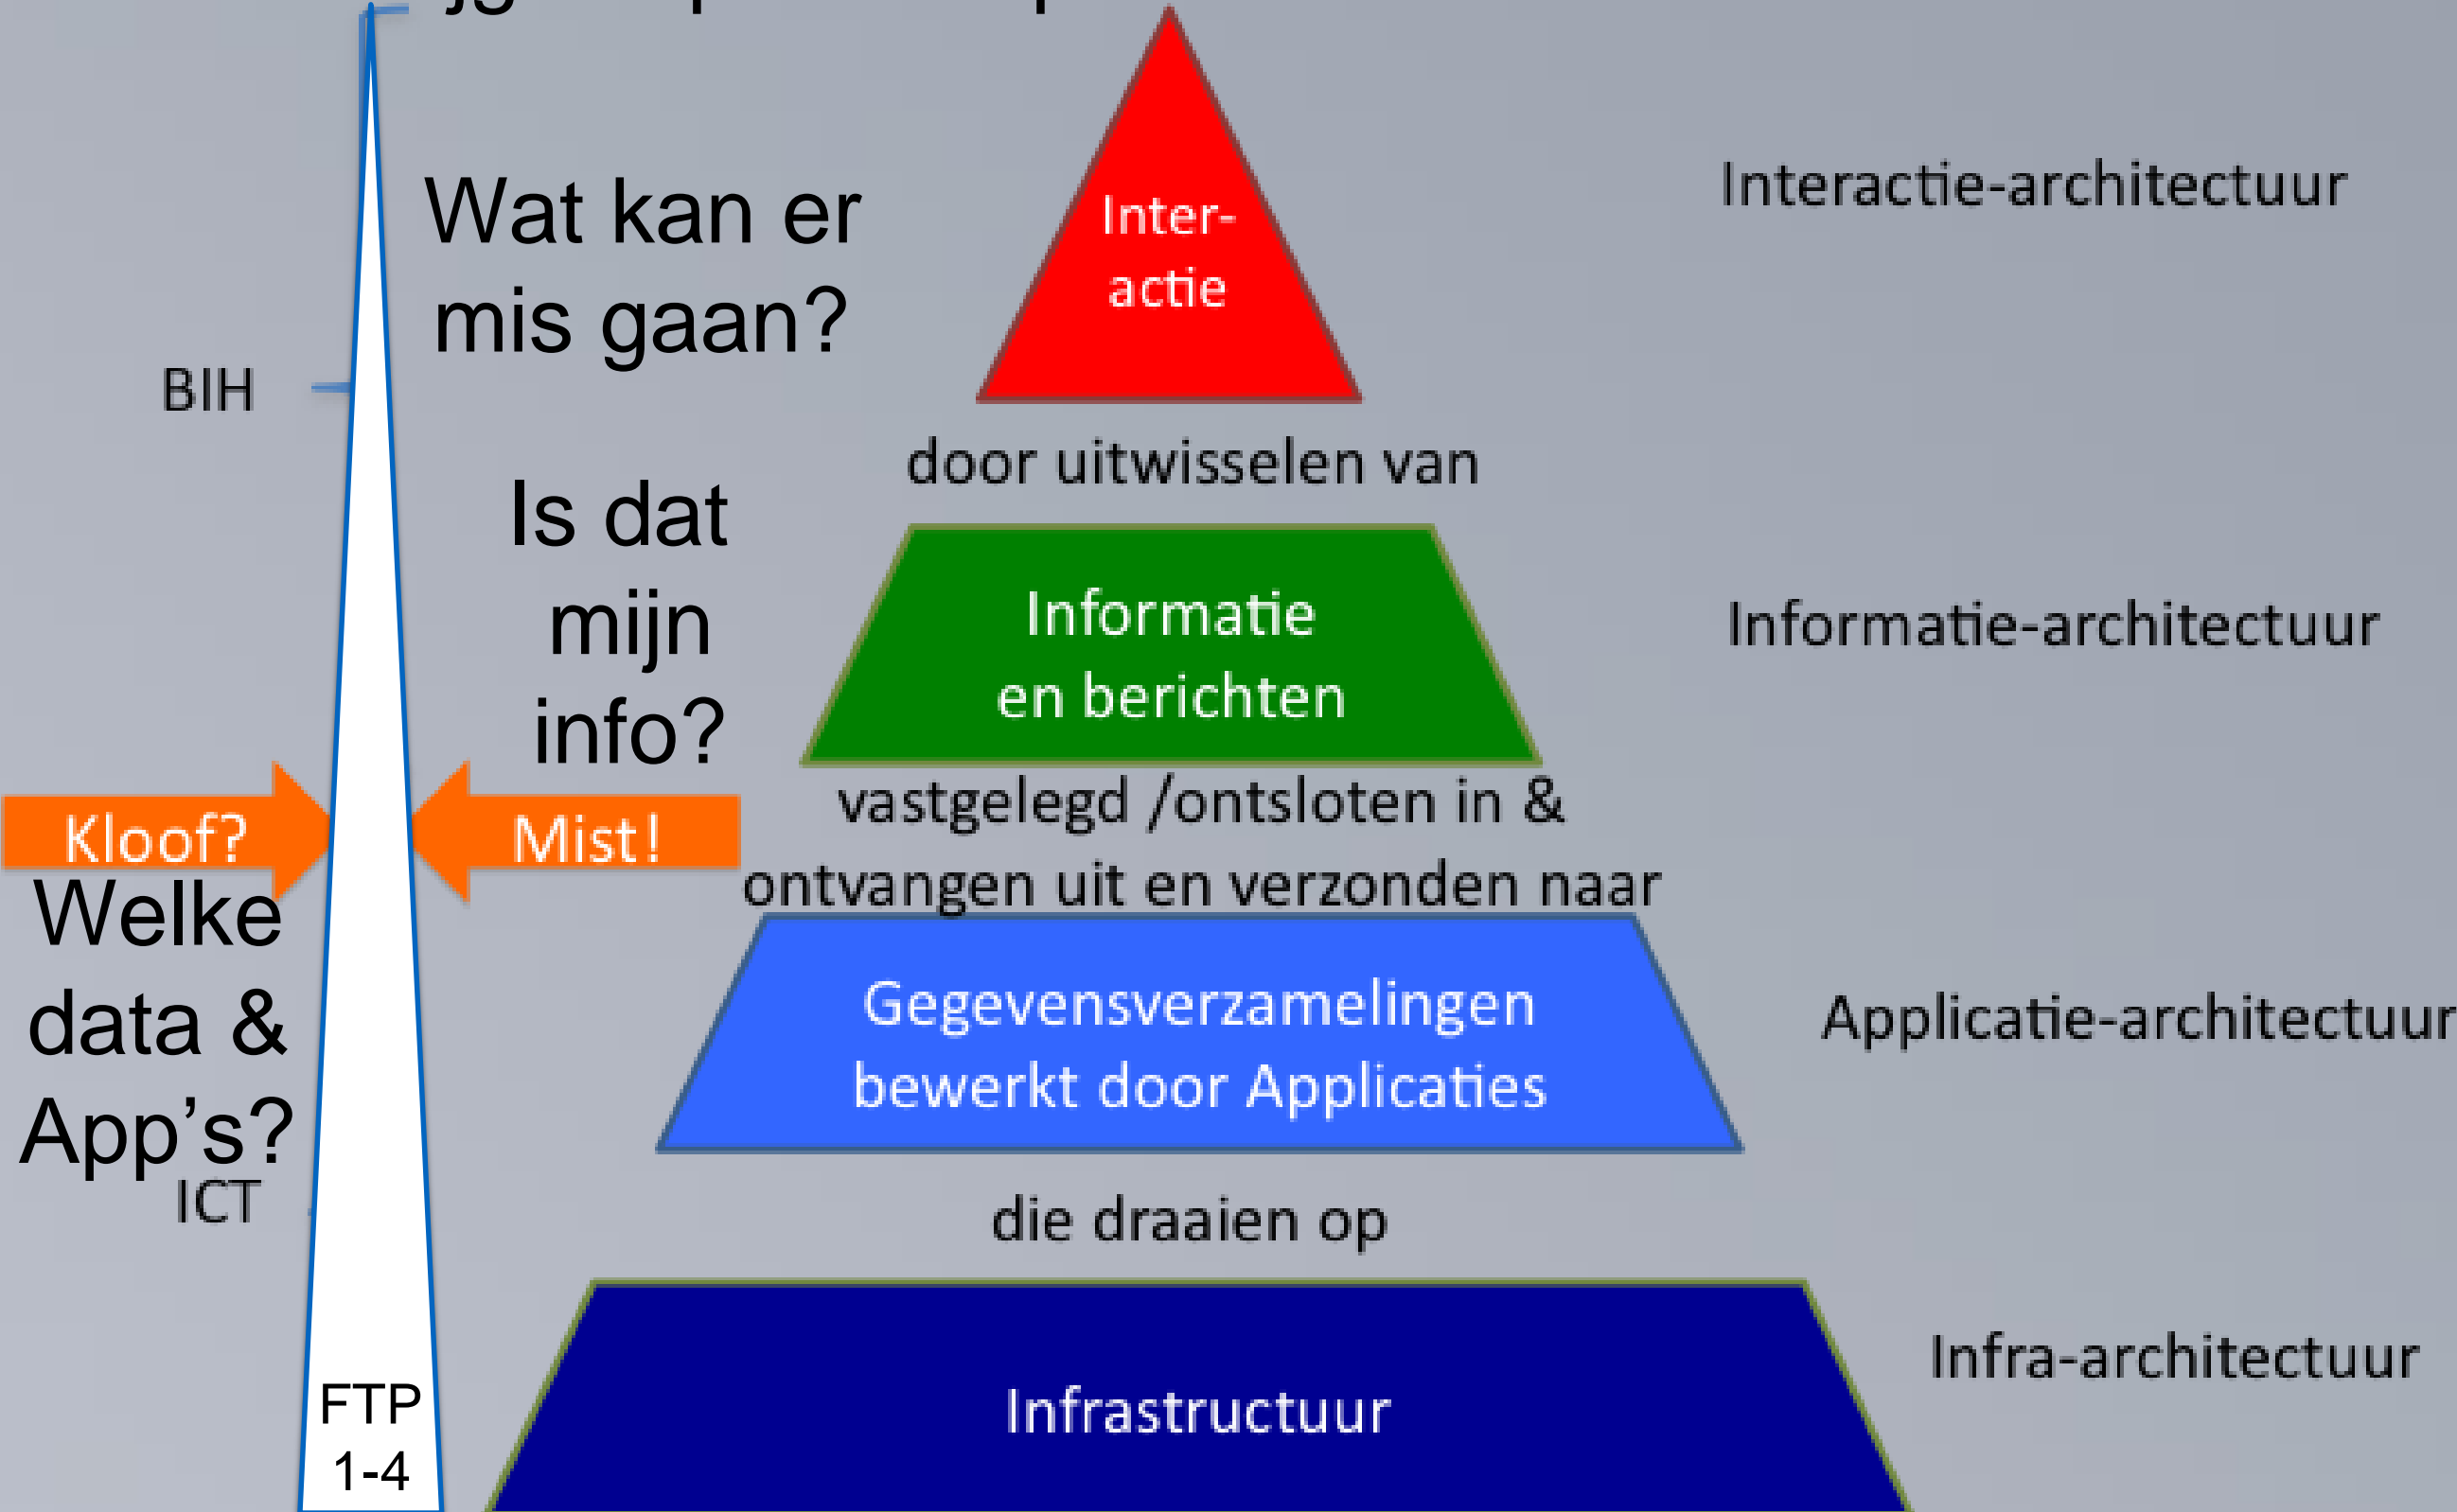 Wat kan er
mis gaan?
Inter-
actie
Interactie-architectuur
BIH
door uitwisselen van
Is dat
mijn
info?
Informatie
en berichten
Informatie-architectuur
Kloof?
Mist!
vastgelegd /ontsloten in &
ontvangen uit en verzonden naar
Welke
data &
App's?
Gegevensverzamelingen
bewerkt door Applicaties
Applicatie-architectuur
ICT
die draaien op
FTP
1-4
Infrastructuur
Infra-architectuur